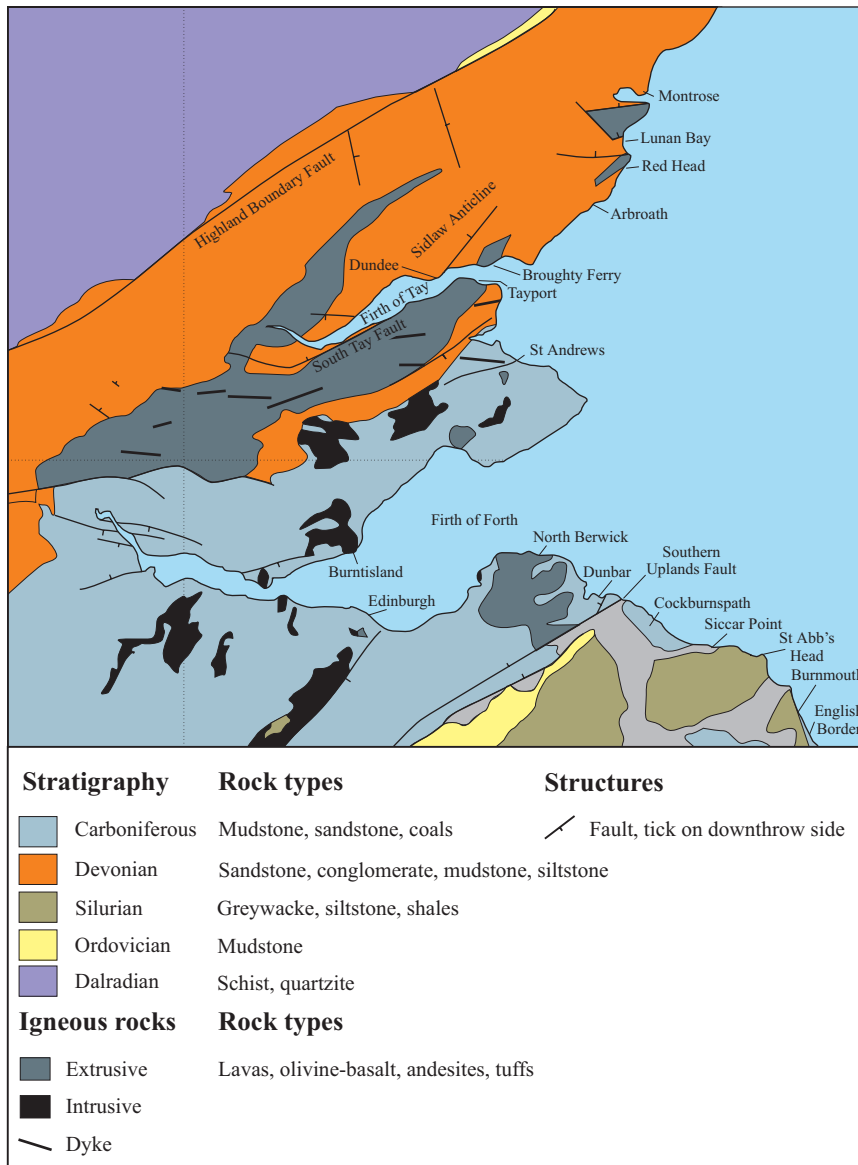 Montrose
Lunan Bay
Red Head
Highland Boundary Fault
Arbroath
Sidlaw Anticline
Dundee
Broughty Ferry
Tayport
Firth of Tay
South Tay Fault
St Andrews
Firth of Forth
North Berwick
Southern
Uplands Fault
Dunbar
Burntisland
Edinburgh
Cockburnspath
Siccar Point
St Abb's
Head
Burnmouth
English
Border
Stratigraphy Rock types Structures
Carboniferous Mudstone, sandstone, coals Fault, tick on downthrow side
Devonian Sandstone, conglomerate, mudstone, siltstone
Silurian Greywacke, siltstone, shales
Ordovician Mudstone
Dalradian Schist, quartzite
Igneous rocks Rock types
Extrusive Lavas, olivine-basalt, andesites, tuffs
Intrusive
Dyke